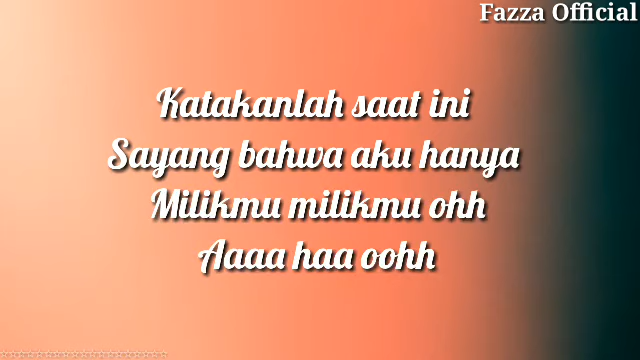 Fazza Official
Katakanlah saat ini
Sayang bahwa aku hanya
Milikmu milikmu ohh
Aaaa haa oohh